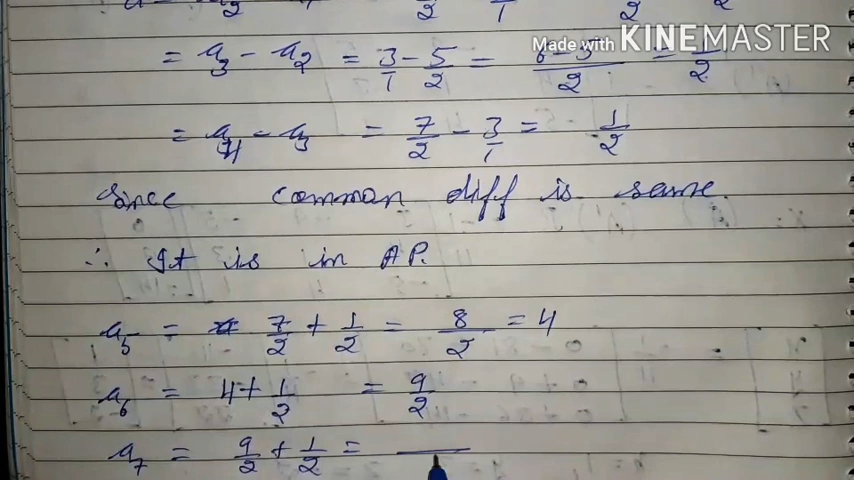 = a₃ - a₂ = 3/1 - 5/2 = 6-5/2 = 1/2
Made with KINEMASTER
= a₄ - a₃ = 7/2 - 3/1 = 1/2
Since common diff is same
∴ It is in AP.
a₅ = 7/2 + 1/2 = 8/2 = 4
a₆ = 4 + 1/2 = 9/2
a₇ = 9/2 + 1/2 =